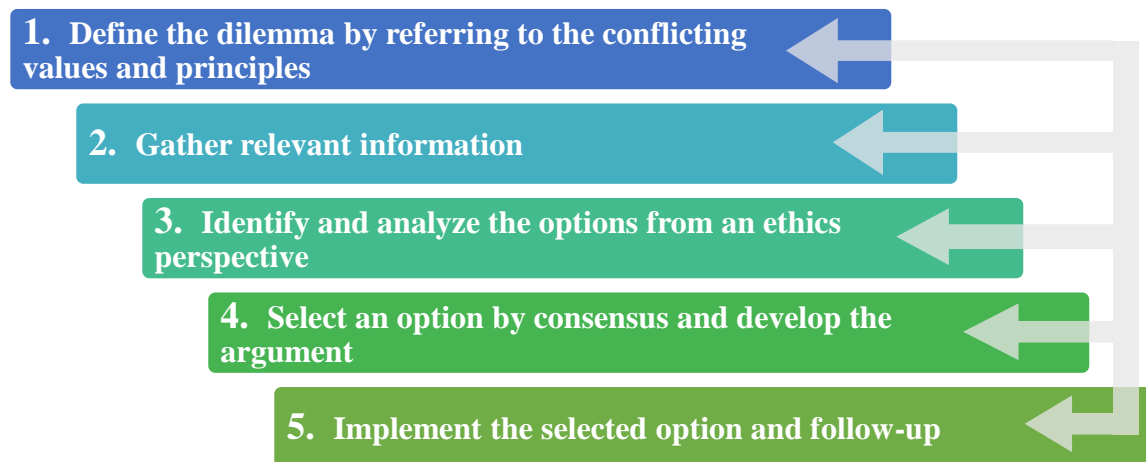 1. Define the dilemma by referring to the conflicting
values and principles
2. Gather relevant information
3. Identify and analyze the options from an ethics
perspective
4. Select an option by consensus and develop the
argument
5. Implement the selected option and follow-up